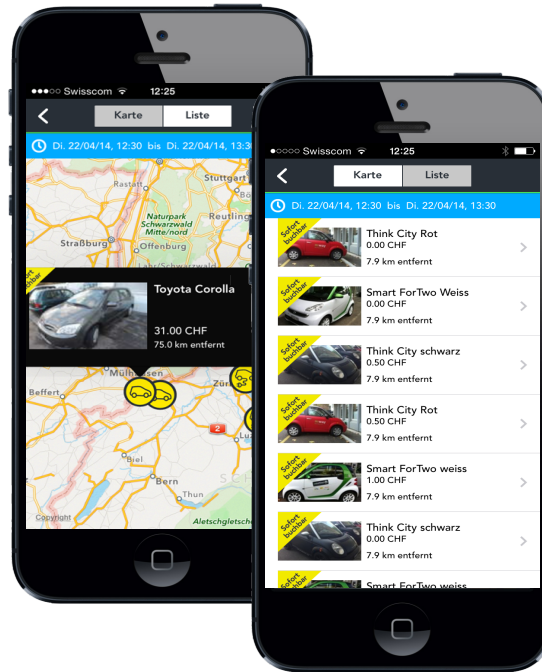 Swisscom
12:25
Karte
Liste
Di. 22/04/14, 12:30 bis Di. 22/04/14, 13:3
Rastatt
Stuttgart
Naturpark
Schwarzwald
Mitte/nord
Reutling
Straßburg
Offenburg
Lahr/Schwarzwald
Toyota Corolla
31.00 CHF
75.0 km entfernt
Mülhausen
Beffert
Zür
2
Luz
Biel
Bern
Thun
Copyright
Aletschgletsch
Swisscom
12:25
Karte
Liste
Di. 22/04/14, 12:30 bis Di. 22/04/14, 13:30
Sofort
buchbar
Think City Rot
0.00 CHF
7.9 km entfernt
Sofort
buchbar
Smart ForTwo Weiss
0.00 CHF
7.9 km entfernt
Sofort
buchbar
Think City schwarz
0.50 CHF
7.9 km entfernt
Sofort
buchbar
Think City Rot
0.50 CHF
7.9 km entfernt
Sofort
buchbar
Smart ForTwo weiss
1.00 CHF
7.9 km entfernt
Sofort
buchbar
Think City schwarz
0.00 CHF
7.9 km entfernt
Sofort
buchbar
Smart ForTwo weiss